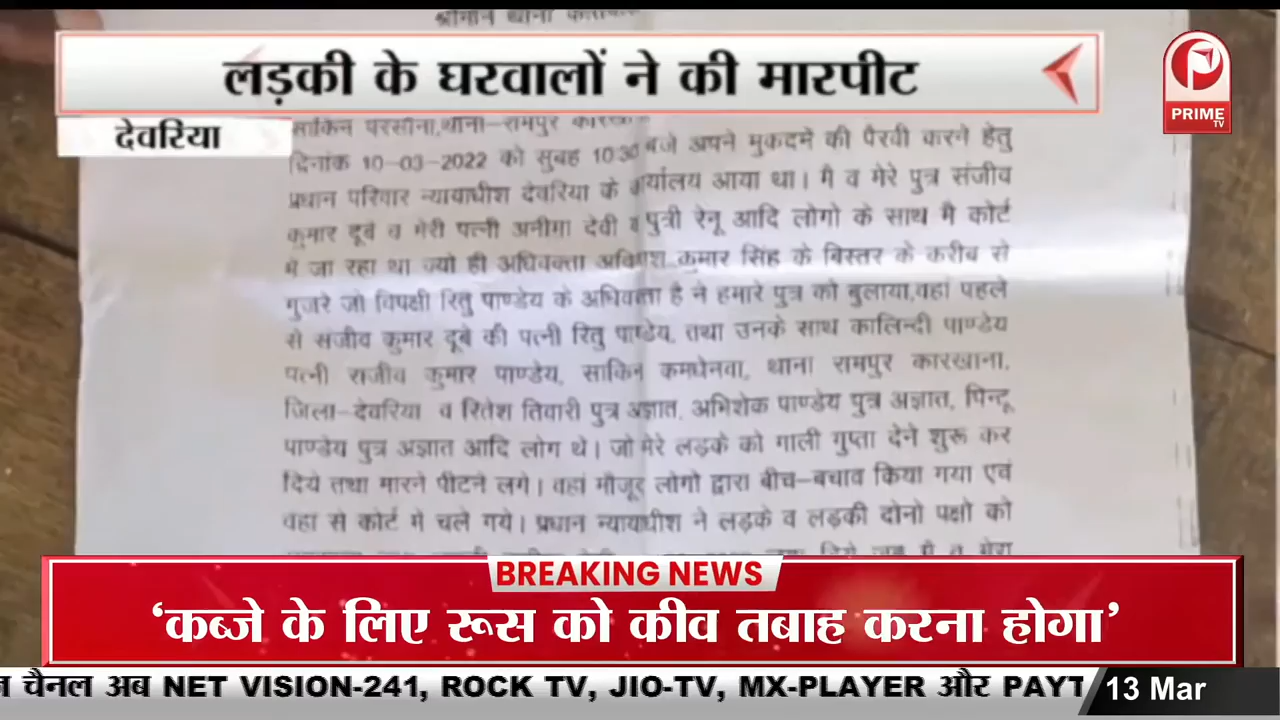 श्रीमान थाना
लड़की के घरवालों ने की मारपीट
PRIME
TV
देवरिया
साकिन परसौना,थाना-रामपुर कारखाना
दिनांक 10-03-2022 को सुबह 10:30 बजे अपने मुकदमे की पैरवी करने हेतु
प्रधान परिवार न्यायाधीश देवरिया के कार्यालय आया था। मै व मेरे पुत्र संजीव
कुमार दूबे व मेरी पत्नी देवी व पुत्री रेनू आदि लोगो के साथ मै कोर्ट
मे जा रहा था ज्यो ही अधिवक्ता कुमार सिंह के बिस्तर के करीब से
गुजरे जो विपक्षी रितु पाण्डेय के अधिवक्ता है ने हमारे पुत्र को बुलाया,वहां पहले
से संजीव कुमार दूबे की पत्नी रितु पाण्डेय, तथा उनके साथ कालिन्दी पाण्डेय
पत्नी राजीव कुमार पाण्डेय, साकिन कमधेनवा, थाना रामपुर कारखाना,
जिला-देवरिया व रितेश तिवारी पुत्र अज्ञात, अभिशेक पाण्डेय पुत्र अज्ञात, पिन्टू
पाण्डेय पुत्र अज्ञात आदि लोग थे। जो मेरे लड़के को गाली गुप्ता देने शुरू कर
दिये तथा मारने पीटने लगे। वहां मौजूद लोगो द्वारा बीच-बचाव किया गया एवं
वहां से कोर्ट मे चले गये। प्रधान न्यायाधीश ने लड़के व लड़की दोनो पक्षो को
BREAKING NEWS
‘कब्जे के लिए रूस को कीव तबाह करना होगा’
चैनल अब NET VISION-241, ROCK TV, JIO-TV, MX-PLAYER और PAYT
13 Mar